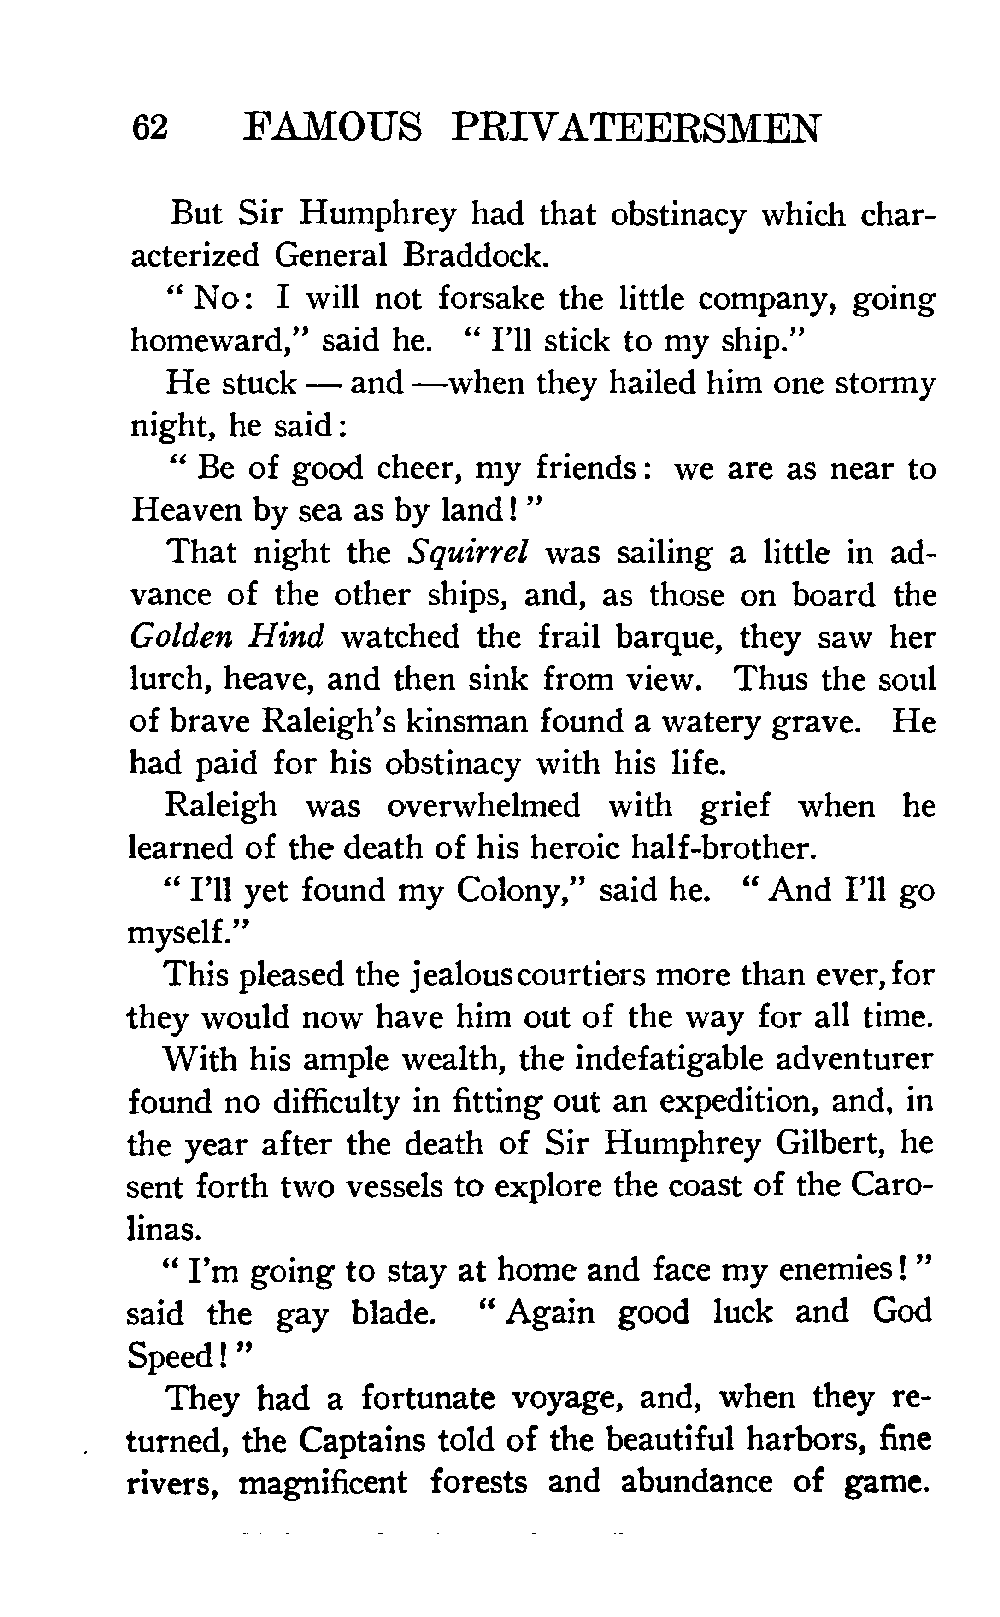 62 FAMOUS PRIVATEERSMEN
But Sir Humphrey had that obstinacy which char-
acterized General Braddock.
" No: I will not forsake the little company, going
homeward," said he. " I'll stick to my ship."
He stuck — and —when they hailed him one stormy
night, he said:
" Be of good cheer, my friends: we are as near to
Heaven by sea as by land! "
That night the Squirrel was sailing a little in ad-
vance of the other ships, and, as those on board the
Golden Hind watched the frail barque, they saw her
lurch, heave, and then sink from view. Thus the soul
of brave Raleigh's kinsman found a watery grave. He
had paid for his obstinacy with his life.
Raleigh was overwhelmed with grief when he
learned of the death of his heroic half-brother.
" I'll yet found my Colony," said he. " And I'll go
myself."
This pleased the jealous courtiers more than ever, for
they would now have him out of the way for all time.
With his ample wealth, the indefatigable adventurer
found no difficulty in fitting out an expedition, and, in
the year after the death of Sir Humphrey Gilbert, he
sent forth two vessels to explore the coast of the Caro-
linas.
" I'm going to stay at home and face my enemies! "
said the gay blade. " Again good luck and God
Speed! "
They had a fortunate voyage, and, when they re-
turned, the Captains told of the beautiful harbors, fine
rivers, magnificent forests and abundance of game.